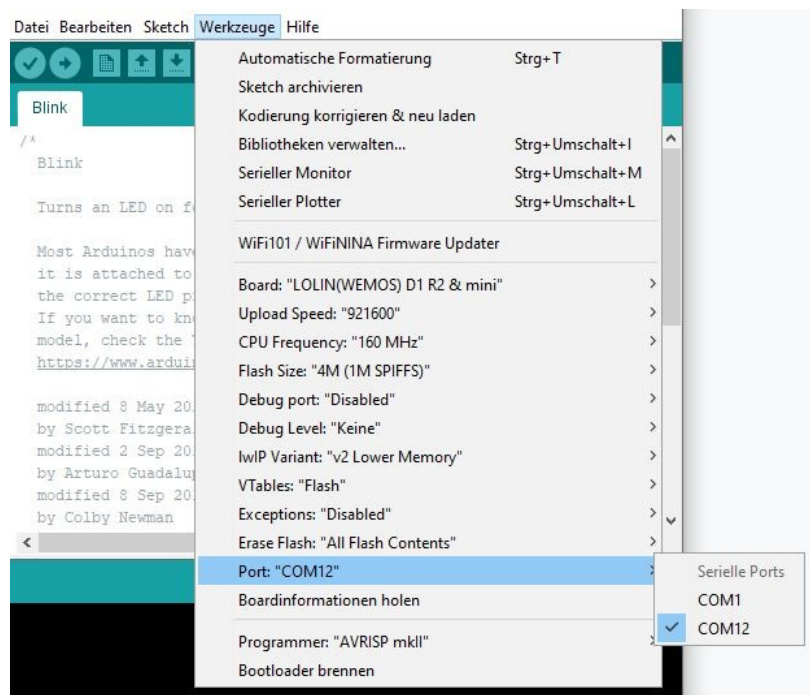 Datei Bearbeiten Sketch Werkzeuge Hilfe
Blink
/*
Blink
Turns an LED on
Most Arduinos have
it is attached to
the correct LED
If you want to
model, check the
https://www.ardui
modified 8 May 20
by Scott Fitzgera
modified 2 Sep 20
by Arturo Guadalu
modified 8 Sep 20
by Colby Newman
Automatische Formatierung Strg+T
Sketch archivieren
Kodierung korrigieren & neu laden
Bibliotheken verwalten... Strg+Umschalt+I
Serieller Monitor Strg+Umschalt+M
Serieller Plotter Strg+Umschalt+L
WiFi101 / WiFiNINA Firmware Updater
Board: "LOLIN(WEMOS) D1 R2 & mini"
Upload Speed: "921600"
CPU Frequency: "160 MHz"
Flash Size: "4M (1M SPIFFS)"
Debug port: "Disabled"
Debug Level: "Keine"
lwIP Variant: "v2 Lower Memory"
VTables: "Flash"
Exceptions: "Disabled"
Erase Flash: "All Flash Contents"
Port: "COM12"
Boardinformationen holen
Programmer: "AVRISP mkII"
Bootloader brennen
Serielle Ports
COM1
COM12